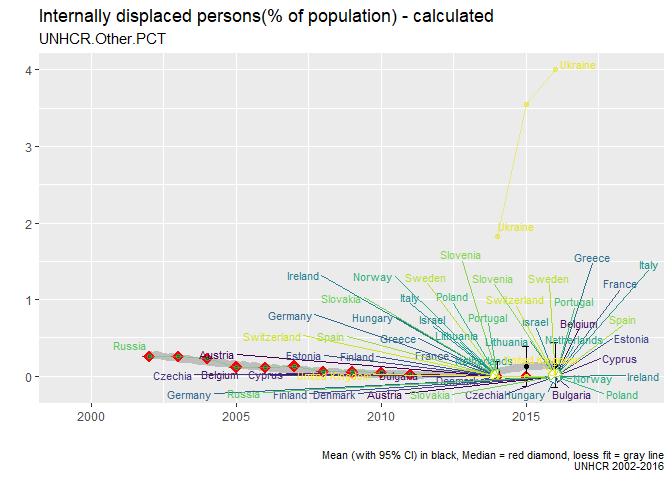 Internally displaced persons(% of population) - calculated
UNHCR.Other.PCT
4
Ukraine
3
2
Ukraine
Slovenia
Greece
Italy
Ireland
Norway
Sweden
Slovenia
Sweden
France
Slovakia
Italy
Poland
Switzerland
Portugal
1
Germany
Hungary
Israel
Portugal
Israel
Belgium
Spain
Switzerland
Spain
Greece
Lithuania
Lithuania
Netherlands
Estonia
Russia
Austria
Estonia
Finland
France
Cyprus
0
Czechia
Belgium
Cyprus
Bulgaria
Denmark
Norway
Ireland
Germany
Russia
Finland
Denmark
Austria
Slovakia
Czechia
Hungary
Bulgaria
Poland
2000
2005
2010
2015
Mean (with 95% CI) in black, Median = red diamond, loess fit = gray line
UNHCR 2002-2016